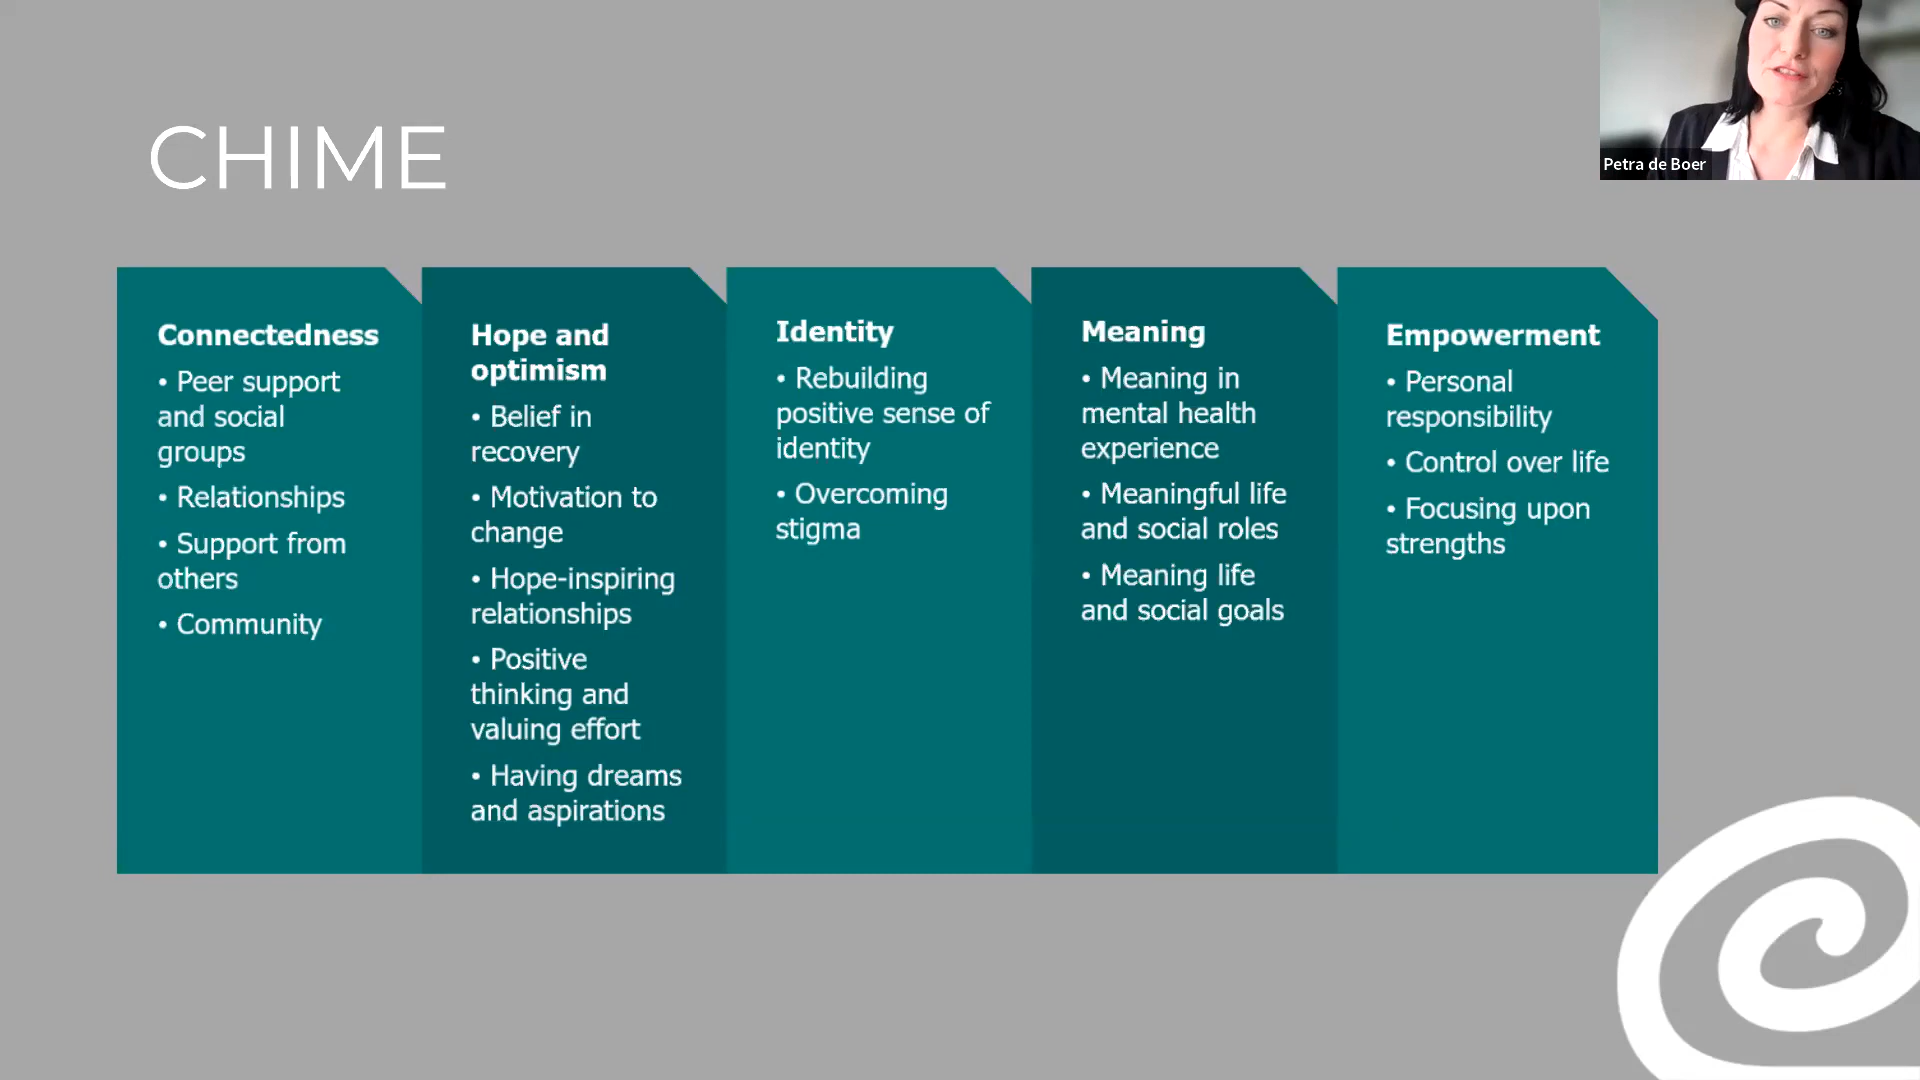 CHIME
Petra de Boer
Connectedness
• Peer support
and social
groups
• Relationships
• Support from
others
• Community
Hope and
optimism
• Belief in
recovery
• Motivation to
change
• Hope-inspiring
relationships
• Positive
thinking and
valuing effort
• Having dreams
and aspirations
Identity
• Rebuilding
positive sense of
identity
• Overcoming
stigma
Meaning
• Meaning in
mental health
experience
• Meaningful life
and social roles
• Meaning life
and social goals
Empowerment
• Personal
responsibility
• Control over life
• Focusing upon
strengths